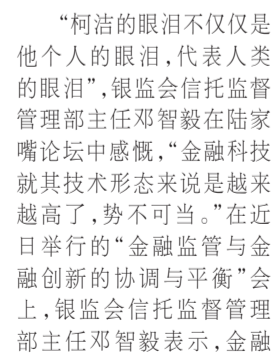 “柯洁的眼泪不仅仅是
他个人的眼泪,代表人类
的眼泪”,银监会信托监督
管理部主任邓智毅在陆家
嘴论坛中感慨,“金融科技
就其技术形态来说是越来
越高了,势不可当。”在近
日举行的“金融监管与金
融创新的协调与平衡”会
上,银监会信托监督管理
部主任邓智毅表示,金融